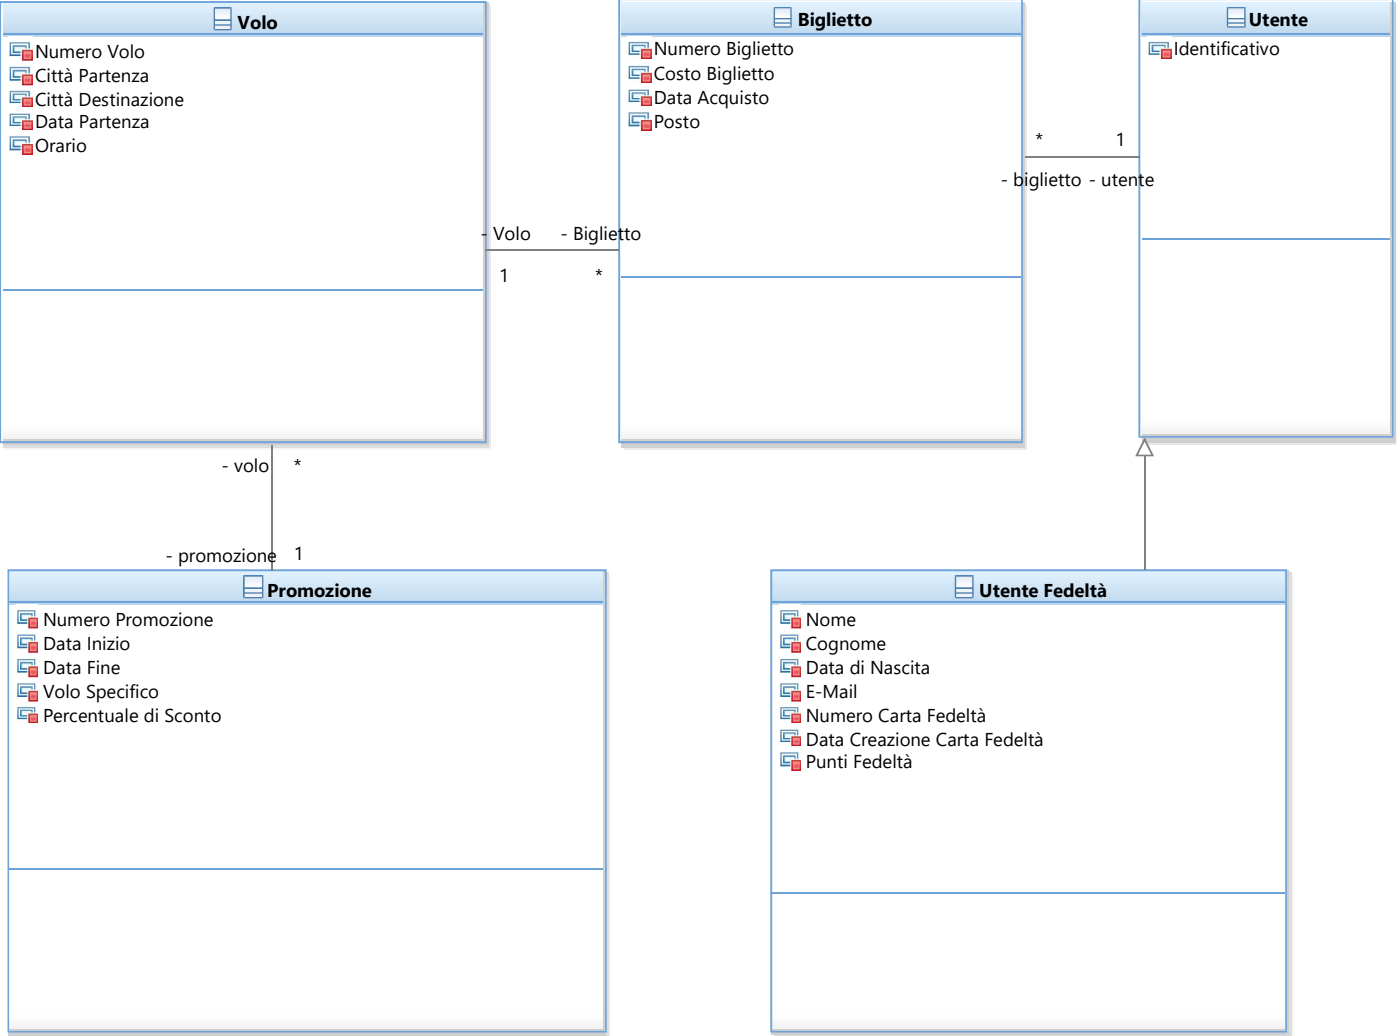 Volo
Numero Volo
Città Partenza
Città Destinazione
Data Partenza
Orario
Biglietto
Numero Biglietto
Costo Biglietto
Data Acquisto
Posto
Utente
Identificativo
* 1
- biglietto - utente
- Volo - Biglietto
1 *
- volo *
- promozione 1
Promozione
Numero Promozione
Data Inizio
Data Fine
Volo Specifico
Percentuale di Sconto
Utente Fedeltà
Nome
Cognome
Data di Nascita
E-Mail
Numero Carta Fedeltà
Data Creazione Carta Fedeltà
Punti Fedeltà